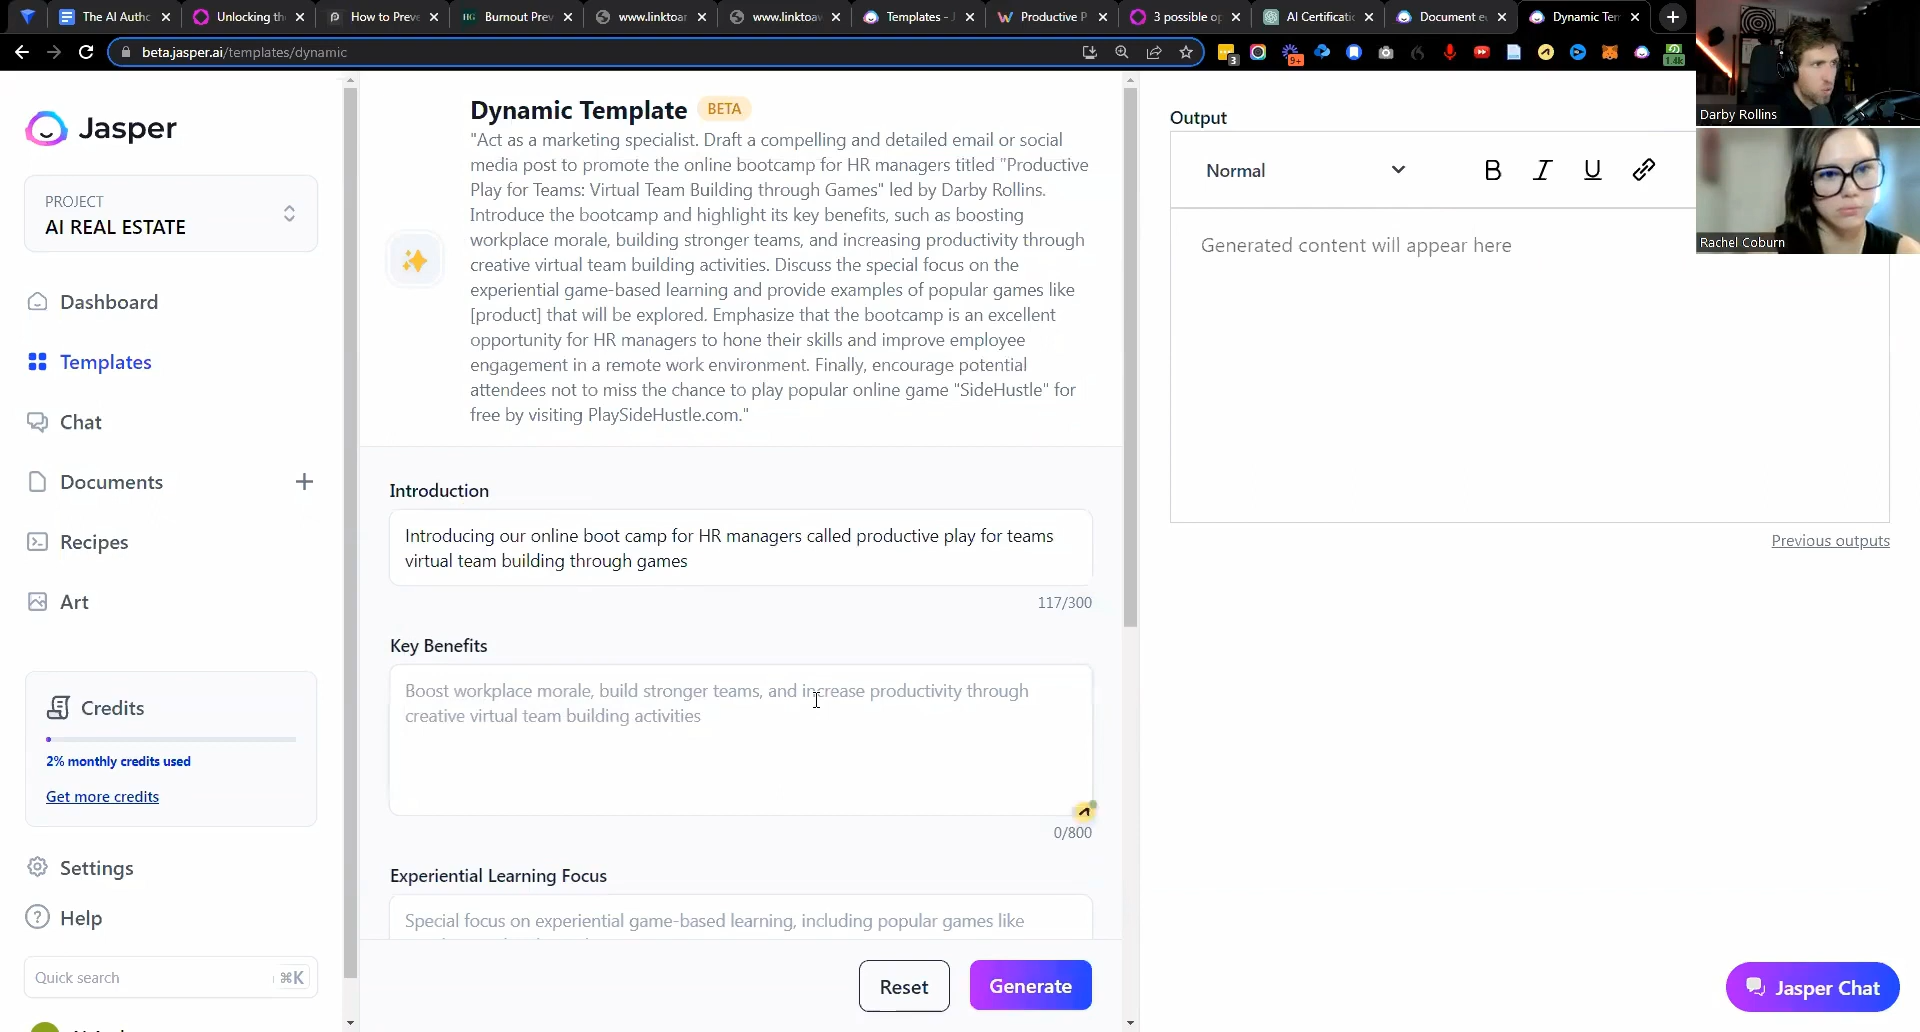 The AI Autho
Unlocking th
How to Preve
Burnout Prev
www.linktoar
www.linktoaw
Templates - J
Productive P
3 possible op
AI Certificatio
Document ed
Dynamic Tem
beta.jasper.ai/templates/dynamic
3
9+
1.4k
Jasper
PROJECT
AI REAL ESTATE
Dashboard
Templates
Chat
Documents
Recipes
Art
Credits
2% monthly credits used
Get more credits
Settings
Help
Quick search
⌘K
Dynamic Template BETA
"Act as a marketing specialist. Draft a compelling and detailed email or social
media post to promote the online bootcamp for HR managers titled "Productive
Play for Teams: Virtual Team Building through Games" led by Darby Rollins.
Introduce the bootcamp and highlight its key benefits, such as boosting
workplace morale, building stronger teams, and increasing productivity through
creative virtual team building activities. Discuss the special focus on the
experiential game-based learning and provide examples of popular games like
[product] that will be explored. Emphasize that the bootcamp is an excellent
opportunity for HR managers to hone their skills and improve employee
engagement in a remote work environment. Finally, encourage potential
attendees not to miss the chance to play popular online game "SideHustle" for
free by visiting PlaySideHustle.com."
Introduction
Introducing our online boot camp for HR managers called productive play for teams
virtual team building through games
117/300
Key Benefits
Boost workplace morale, build stronger teams, and increase productivity through
creative virtual team building activities
0/800
Experiential Learning Focus
Special focus on experiential game-based learning, including popular games like
Reset
Generate
Output
Normal
B I U
Generated content will appear here
Previous outputs
Jasper Chat
Darby Rollins
Rachel Coburn